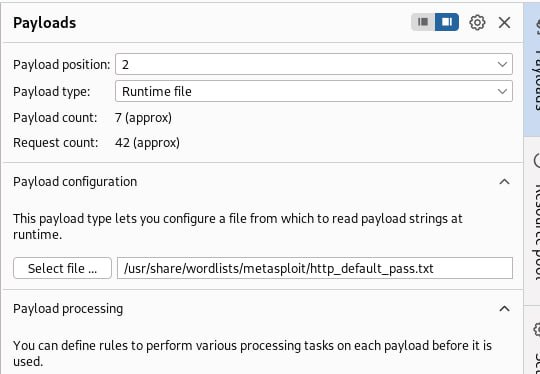 Payloads
Payload position: 2
Payload type: Runtime file
Payload count: 7 (approx)
Request count: 42 (approx)
Payload configuration
This payload type lets you configure a file from which to read payload strings at
runtime.
Select file ... /usr/share/wordlists/metasploit/http_default_pass.txt
Payload processing
You can define rules to perform various processing tasks on each payload before it is
used.
Payloads
Resource pool